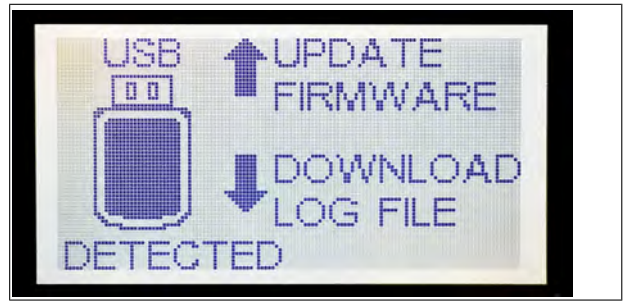 USB
UPDATE
FIRMWARE
DOWNLOAD
LOG FILE
DETECTED